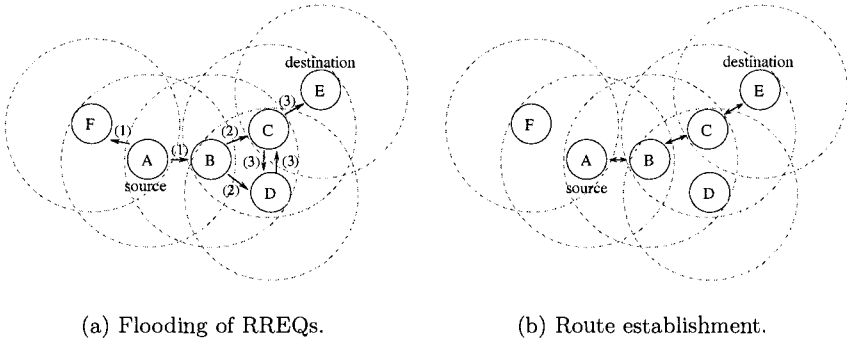 destination
E
(3)
F
(1)
(2)
C
A
(1)
B
(3)
(3)
source
(2)
D
destination
E
F
C
A
B
source
D
(a) Flooding of RREQs.
(b) Route establishment.